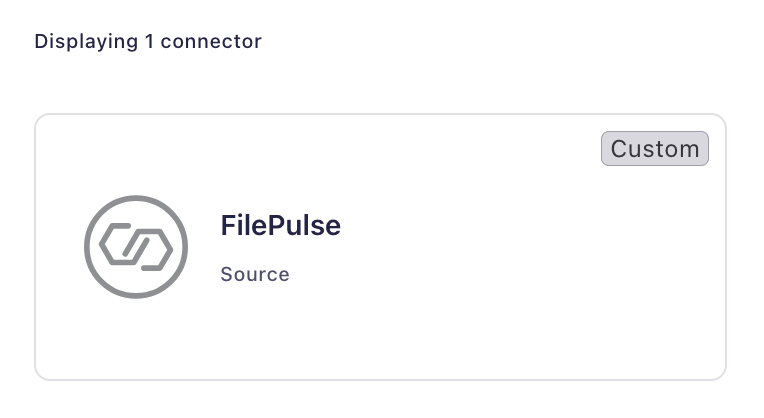 Displaying 1 connector
Custom
FilePulse
Source